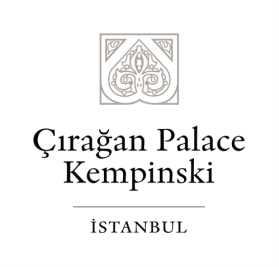 Çırağan Palace
Kempinski
İSTANBUL